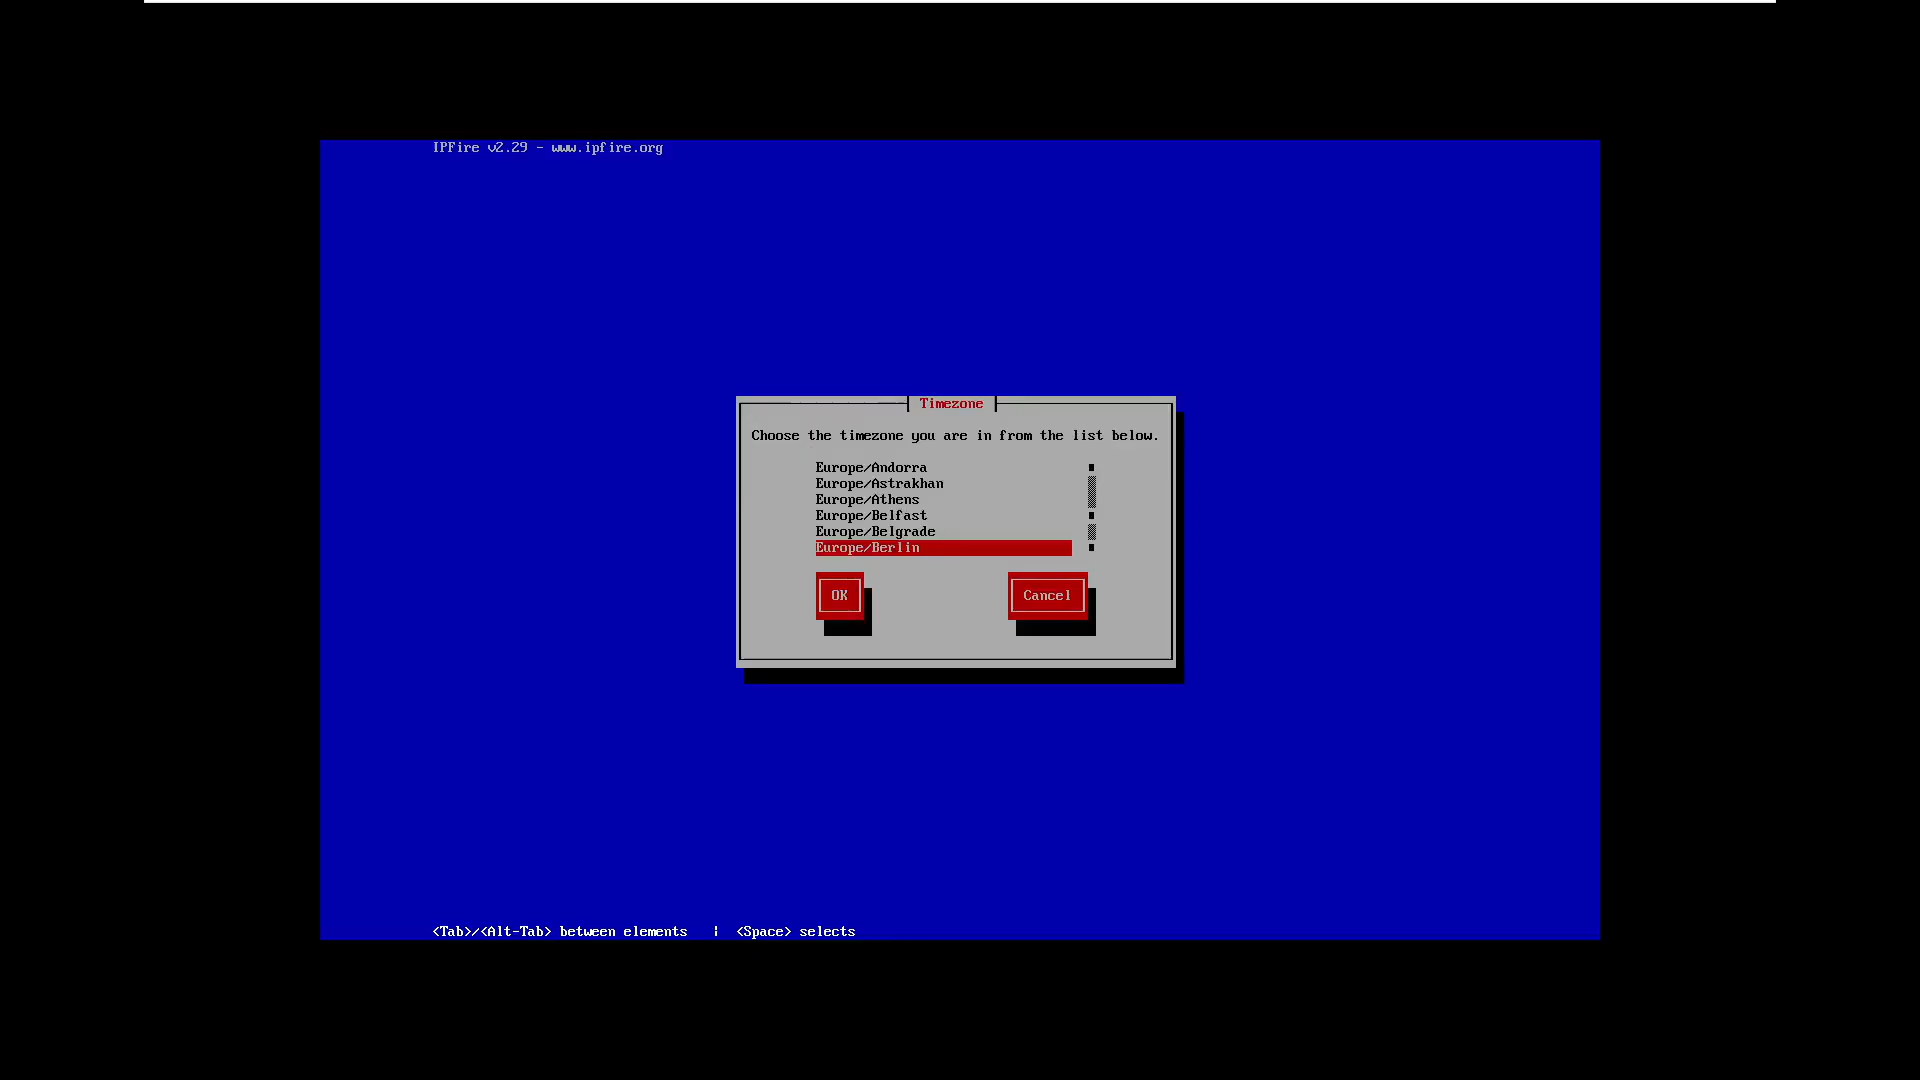 IPFire v2.29 - www.ipfire.org
Timezone
Choose the timezone you are in from the list below.
Europe/Andorra
Europe/Astrakhan
Europe/Athens
Europe/Belfast
Europe/Belgrade
Europe/Berlin
OK Cancel
<Tab>/<Alt-Tab> between elements | <Space> selects